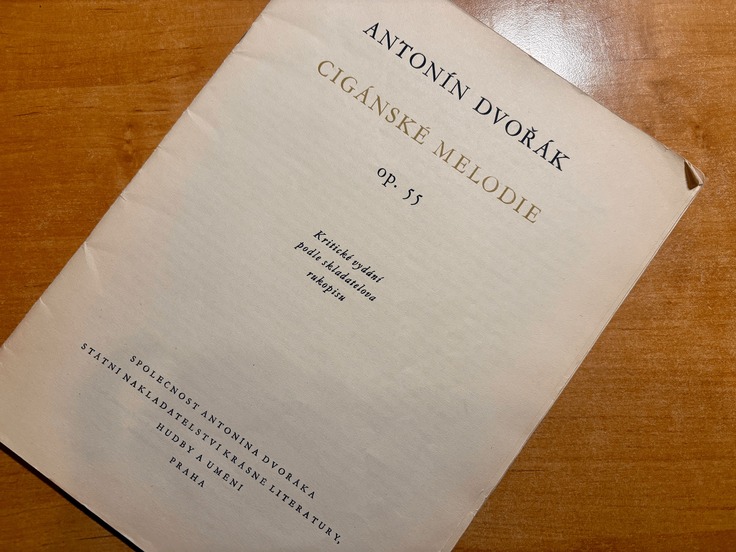 ANTONÍN DVOŘÁK
CIGÁNSKÉ MELODIE
op. 55
Kritické vydání
podle skladatelova
rukopisu
SPOLEČNOST ANTONÍNA DVOŘÁKA
STÁTNÍ NAKLADATELSTVÍ KRÁSNÉ LITERATURY,
HUDBY A UMĚNÍ
PRAHA